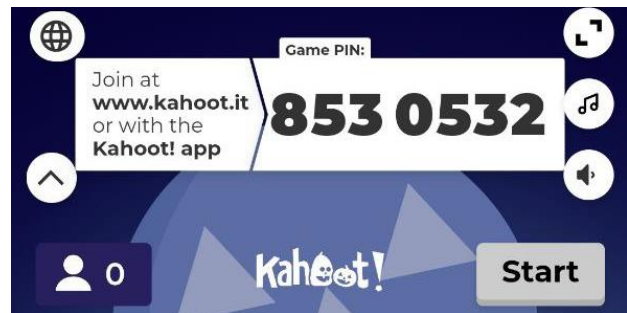 Game PIN:
Join at
www.kahoot.it
or with the
Kahoot! app
853 0532
0
Kahoot!
Start